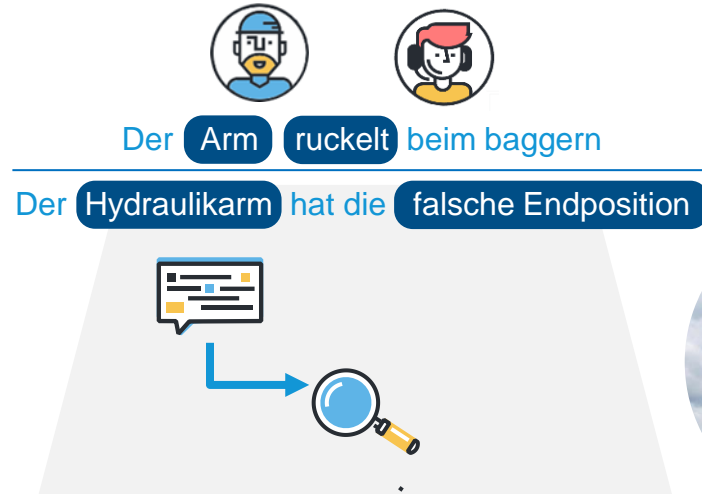 Der Arm ruckelt beim baggern
Der Hydraulikarm hat die falsche Endposition